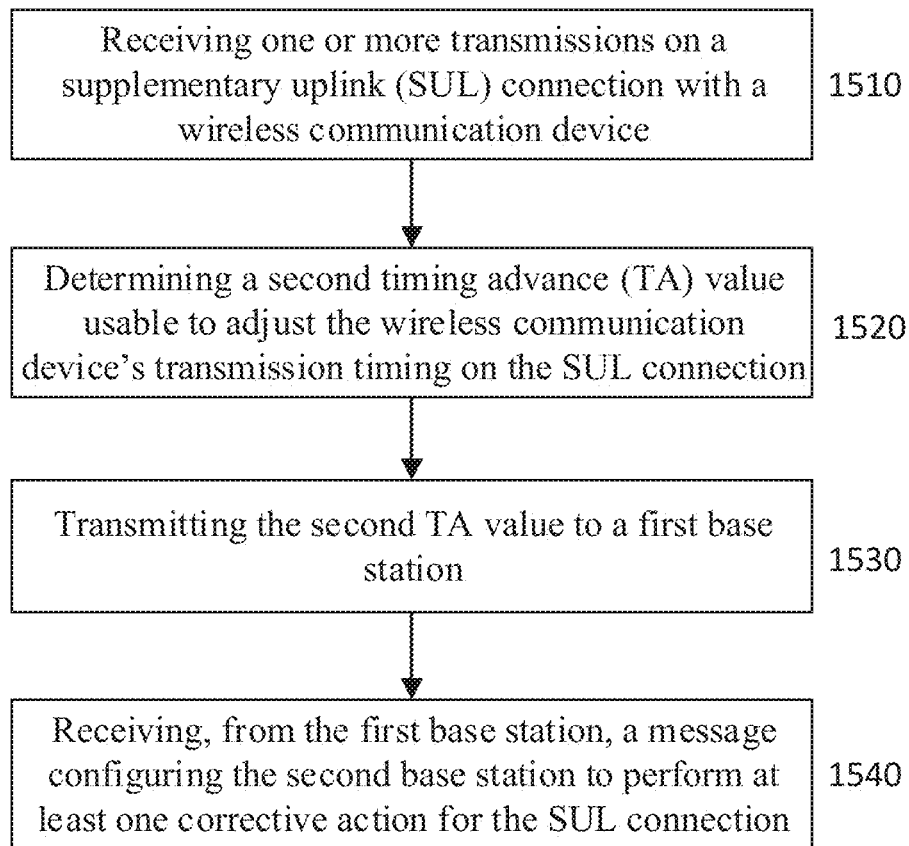 Receiving one or more transmissions on a
supplementary uplink (SUL) connection with a
wireless communication device
1510
Determining a second timing advance (TA) value
usable to adjust the wireless communication
device's transmission timing on the SUL connection
1520
Transmitting the second TA value to a first base
station
1530
Receiving, from the first base station, a message
configuring the second base station to perform at
least one corrective action for the SUL connection
1540